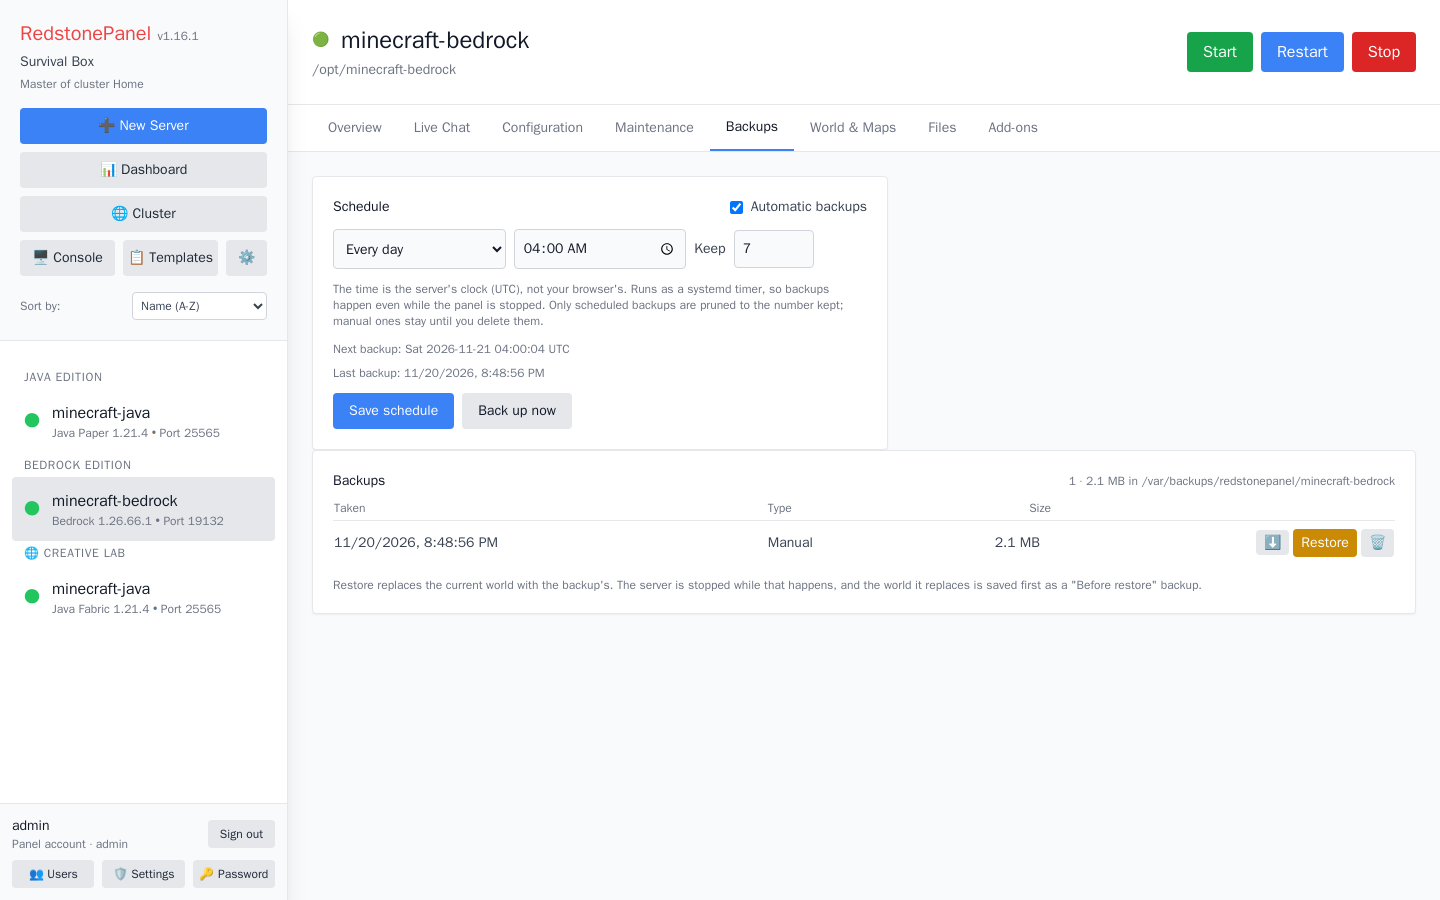 RedstonePanel v1.16.1
Survival Box
Master of cluster Home
➕ New Server
📊 Dashboard
🌐 Cluster
🖥️ Console
📋 Templates
⚙️
Sort by:
Name (A-Z)
JAVA EDITION
minecraft-java
Java Paper 1.21.4 • Port 25565
BEDROCK EDITION
minecraft-bedrock
Bedrock 1.26.66.1 • Port 19132
🌐 CREATIVE LAB
minecraft-java
Java Fabric 1.21.4 • Port 25565
admin
Panel account · admin
Sign out
👥 Users
🛡️ Settings
🔑 Password
minecraft-bedrock
/opt/minecraft-bedrock
Start
Restart
Stop
Overview
Live Chat
Configuration
Maintenance
Backups
World & Maps
Files
Add-ons
Schedule
Automatic backups
Every day
04:00 AM
Keep
7
The time is the server's clock (UTC), not your browser's. Runs as a systemd timer, so backups
happen even while the panel is stopped. Only scheduled backups are pruned to the number kept;
manual ones stay until you delete them.
Next backup: Sat 2026-11-21 04:00:04 UTC
Last backup: 11/20/2026, 8:48:56 PM
Save schedule
Back up now
Backups
1 · 2.1 MB in /var/backups/redstonepanel/minecraft-bedrock
Taken
Type
Size
11/20/2026, 8:48:56 PM
Manual
2.1 MB
⬇️
Restore
🗑️
Restore replaces the current world with the backup's. The server is stopped while that happens, and the world it replaces is saved first as a "Before restore" backup.